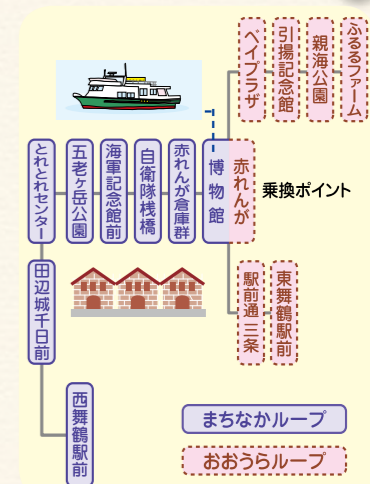 ベイプラザ
引揚記念館
親海公園
ふるるファーム
とれとれセンター
五老ヶ岳公園
海軍記念館前
自衛隊桟橋
赤れんが倉庫群
赤れんが
博物館
乗換ポイント
田辺城千日前
西舞鶴駅前
駅前通三条
東舞鶴駅前
まちなかループ
おおうらループ